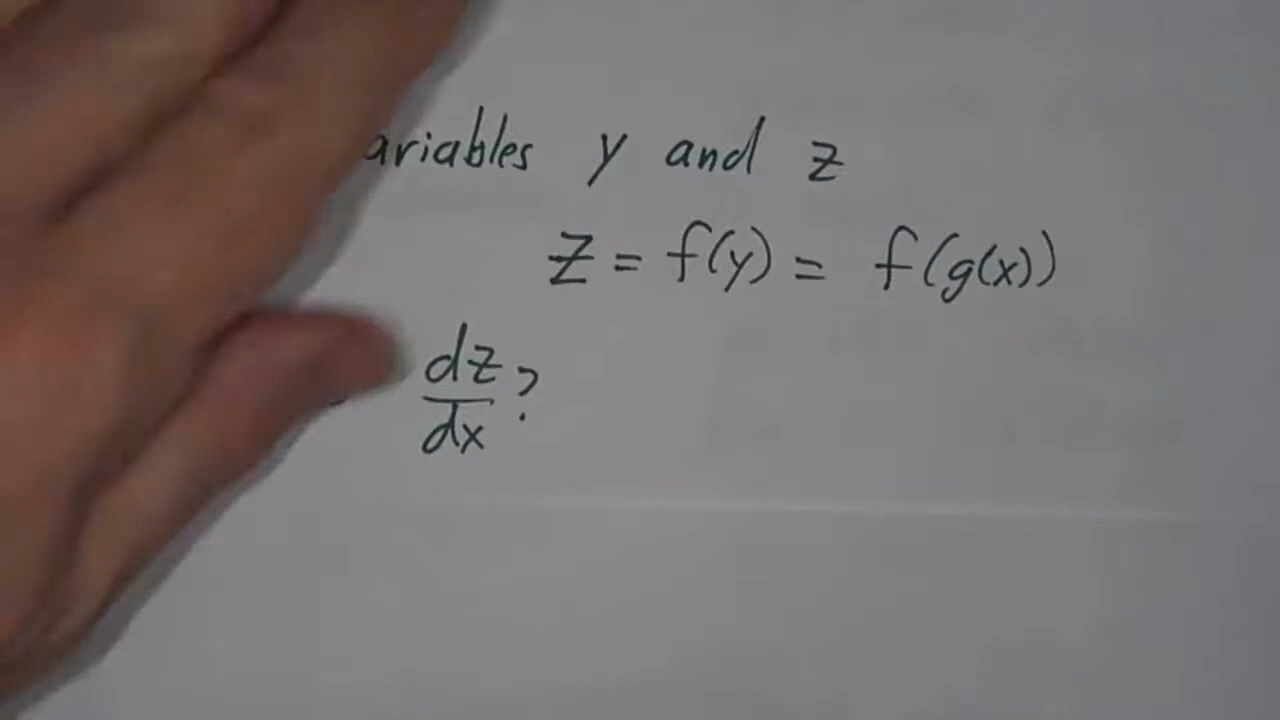 ariables y and z
z = f(y) = f(g(x))
dz/dx?